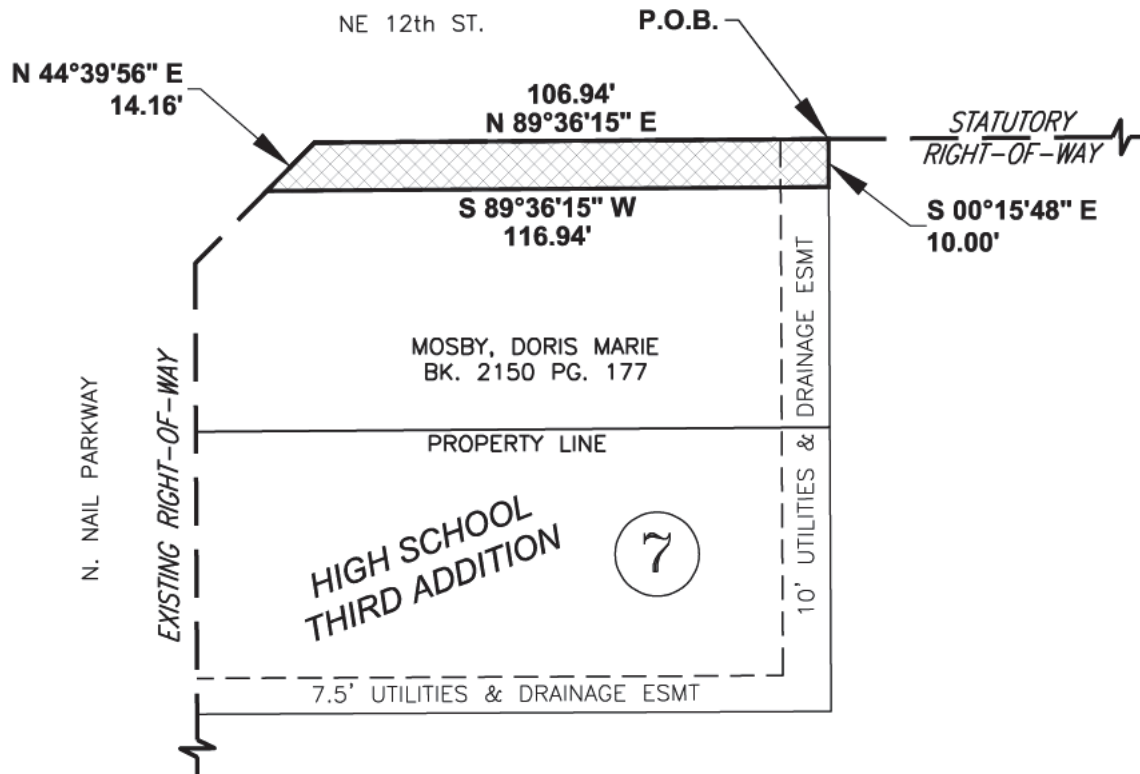 NE 12th ST.
P.O.B.
N 44°39'56" E
14.16'
106.94'
N 89°36'15" E
STATUTORY
RIGHT-OF-WAY
S 89°36'15" W
116.94'
S 00°15'48" E
10.00'
MOSBY, DORIS MARIE
BK. 2150 PG. 177
PROPERTY LINE
N. NAIL PARKWAY
EXISTING RIGHT-OF-WAY
HIGH SCHOOL
THIRD ADDITION
7
10' UTILITIES & DRAINAGE ESMT
7.5' UTILITIES & DRAINAGE ESMT